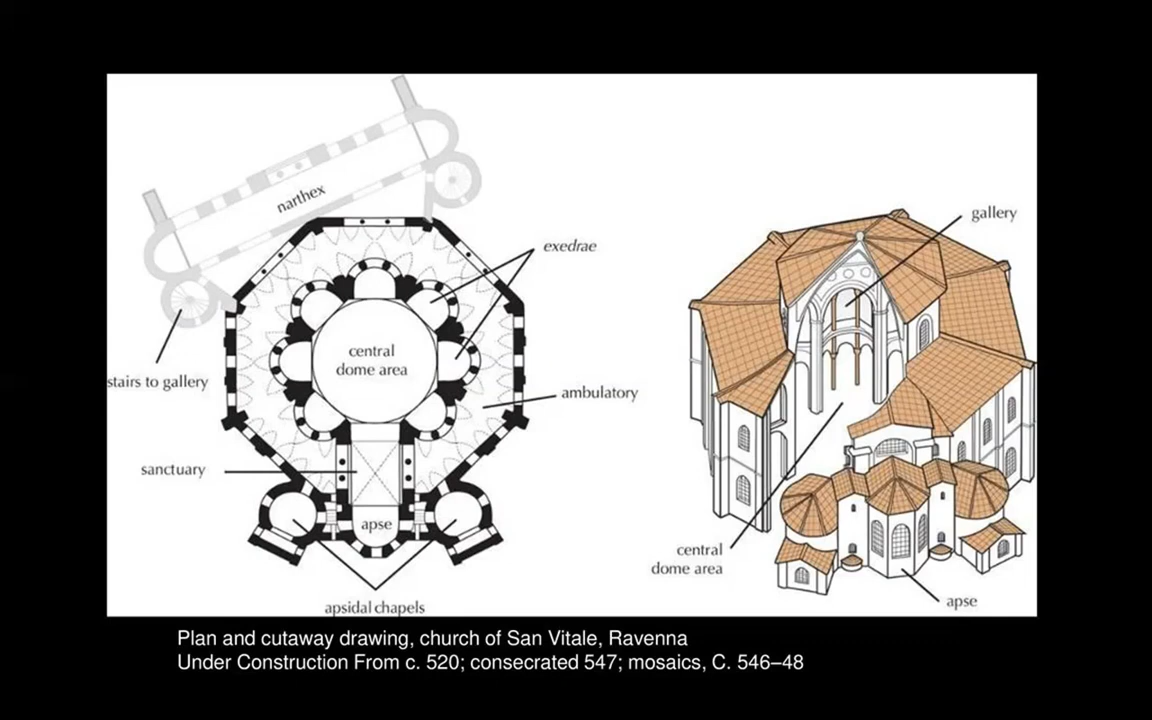 narthex
exedrae
gallery
central
dome area
stairs to gallery
ambulatory
sanctuary
apse
central
dome area
apse
apsidal chapels
Plan and cutaway drawing, church of San Vitale, Ravenna
Under Construction From c. 520; consecrated 547; mosaics, C. 546–48